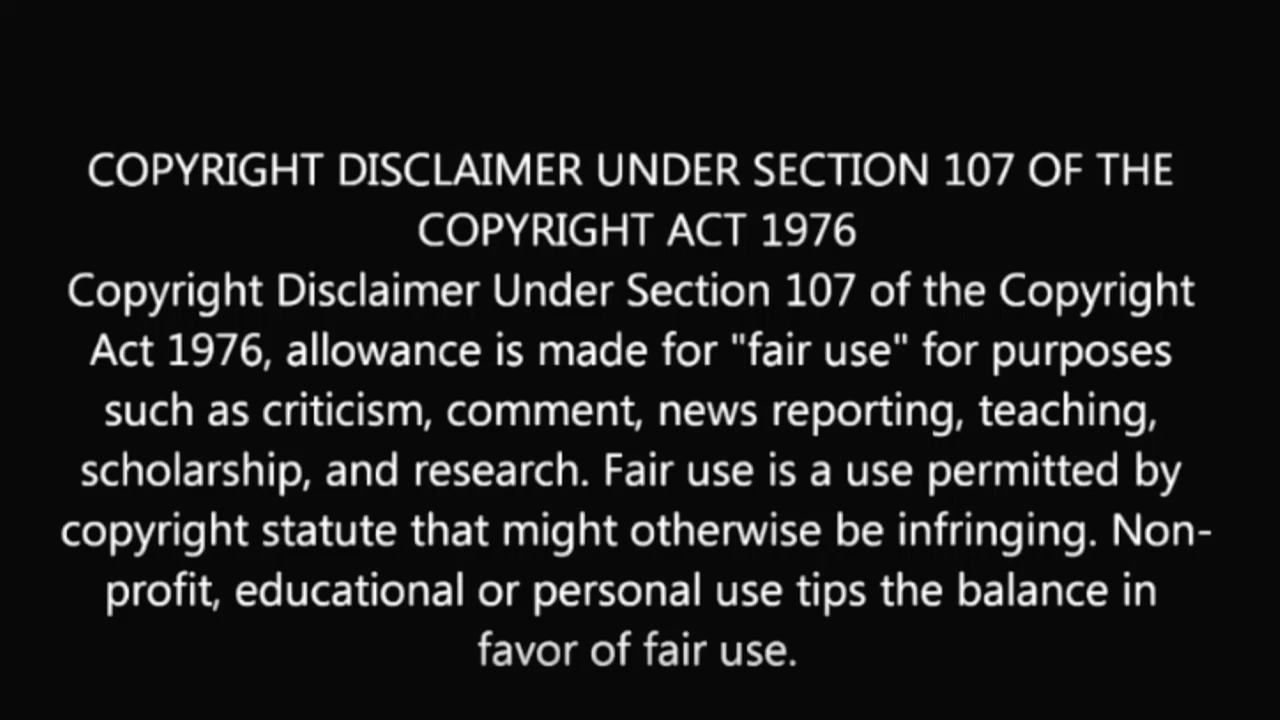 COPYRIGHT DISCLAIMER UNDER SECTION 107 OF THE
COPYRIGHT ACT 1976
Copyright Disclaimer Under Section 107 of the Copyright
Act 1976, allowance is made for "fair use" for purposes
such as criticism, comment, news reporting, teaching,
scholarship, and research. Fair use is a use permitted by
copyright statute that might otherwise be infringing. Non-
profit, educational or personal use tips the balance in
favor of fair use.